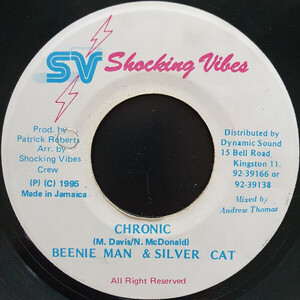 SV Shocking Vibes
Prod. by
Patrick Roberts
Arr. by
Shocking Vibes
Crew
(P) (C) 1995
Made in Jamaica
Distributed by
Dynamic Sound
15 Bell Road
Kingston 11.
92-39166 or
92-39138
Mixed by
Andrew Thomas
CHRONIC
(M. Davis/N. McDonald)
BEENIE MAN & SILVER CAT
All Right Reserved